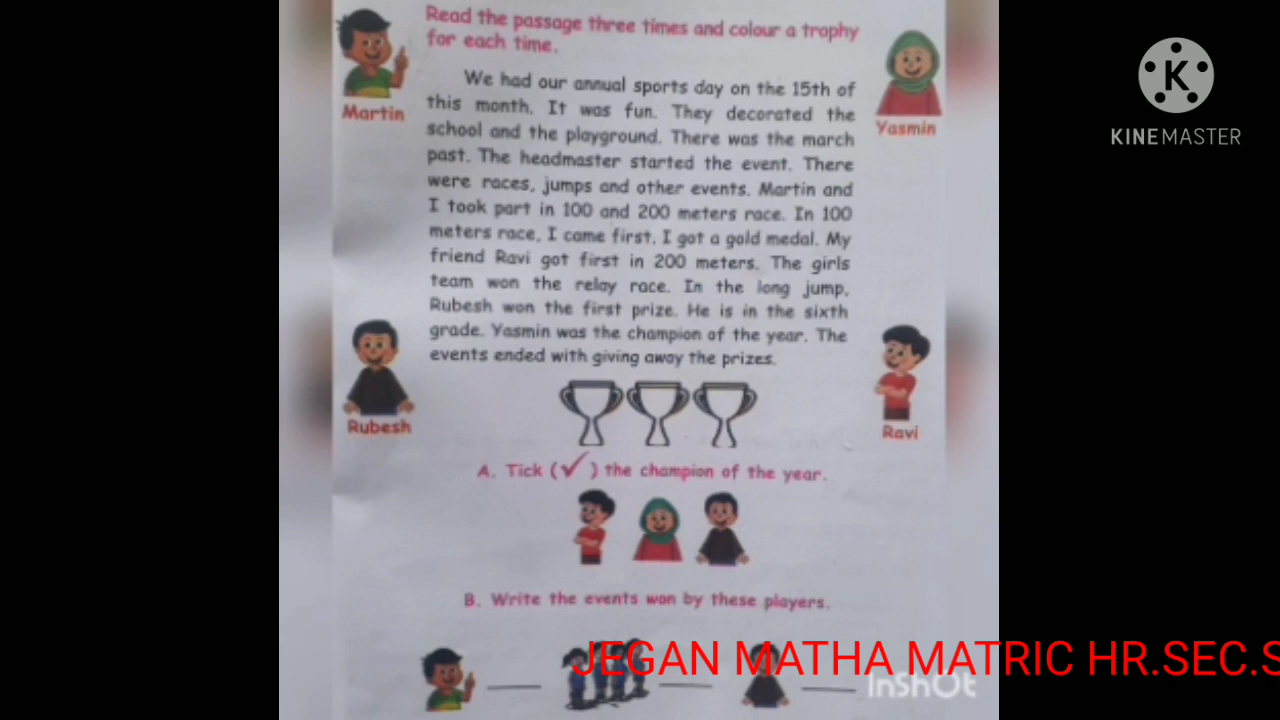 Read the passage three times and colour a trophy
for each time.
Martin
Yasmin
We had our annual sports day on the 15th of
this month. It was fun. They decorated the
school and the playground. There was the march
past. The headmaster started the event. There
were races, jumps and other events. Martin and
I took part in 100 and 200 meters race. In 100
meters race, I came first. I got a gold medal. My
friend Ravi got first in 200 meters. The girls
team won the relay race. In the long jump,
Rubesh won the first prize. He is in the sixth
grade. Yasmin was the champion of the year. The
events ended with giving away the prizes.
Rubesh
Ravi
A. Tick (✓) the champion of the year.
B. Write the events won by these players.
JEGAN MATHA MATRIC HR.SEC.S
InShOt
K
KINEMASTER